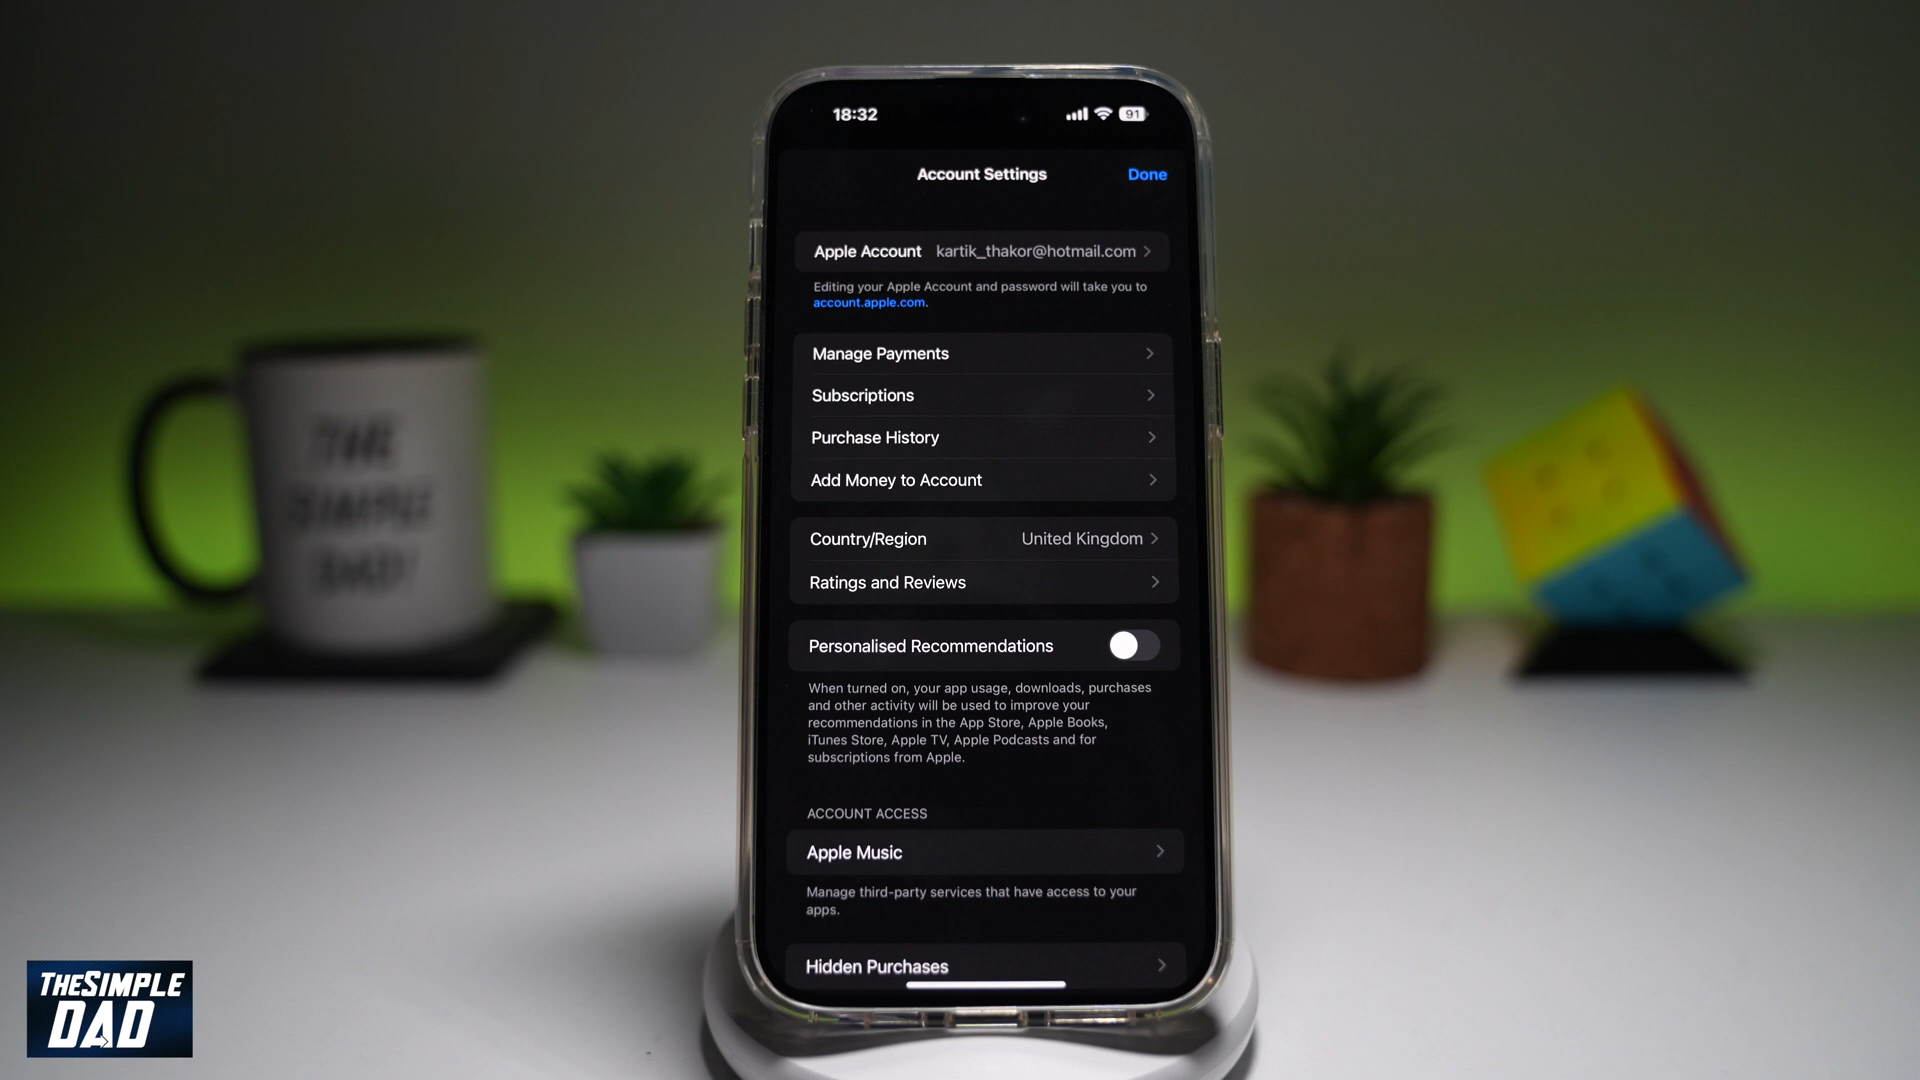 18:32
91
Account Settings
Done
Apple Account kartik_thakor@hotmail.com
Editing your Apple Account and password will take you to
account.apple.com.
Manage Payments
Subscriptions
Purchase History
Add Money to Account
Country/Region United Kingdom
Ratings and Reviews
Personalised Recommendations
When turned on, your app usage, downloads, purchases
and other activity will be used to improve your
recommendations in the App Store, Apple Books,
iTunes Store, Apple TV, Apple Podcasts and for
subscriptions from Apple.
ACCOUNT ACCESS
Apple Music
Manage third-party services that have access to your
apps.
Hidden Purchases
THE
SIMPLE
DAD
THESIMPLE
DAD